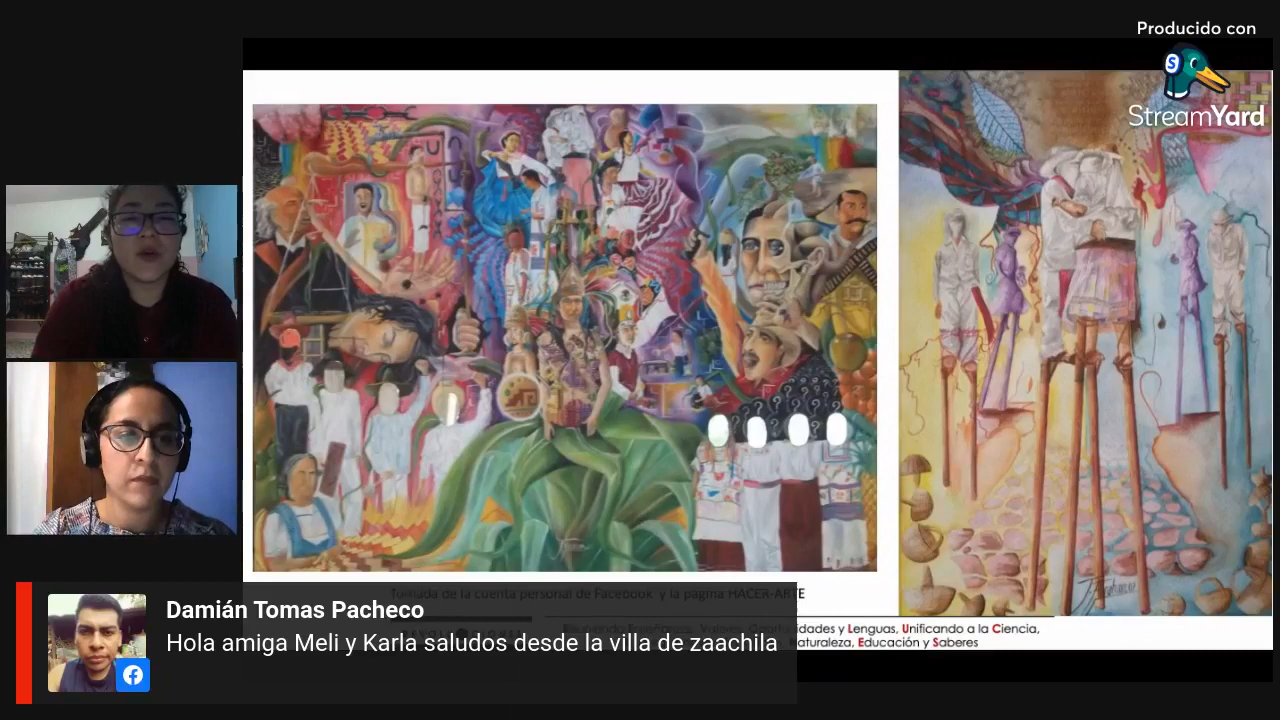 Producido con
StreamYard
Tomada de la cuenta personal de Facebook y la página HACER-ARTE
dades y Lenguas, Unificando a la Ciencia,
Naturaleza, Educación y Saberes
Damián Tomas Pacheco
Hola amiga Meli y Karla saludos desde la villa de zaachila